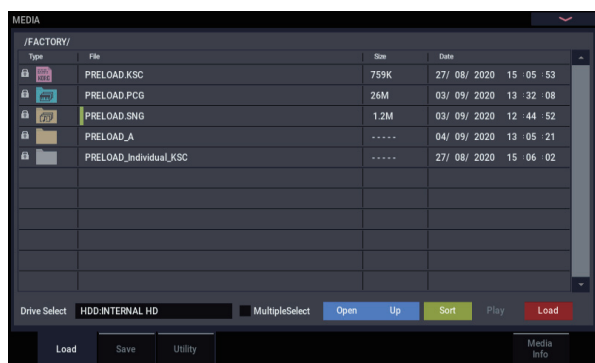 MEDIA
/FACTORY/
Type File Size Date
PRELOAD.KSC 759K 27/ 08/ 2020 15 : 05 : 53
PRELOAD.PCG 26M 03/ 09/ 2020 13 : 32 : 08
PRELOAD.SNG 1.2M 03/ 09/ 2020 12 : 44 : 52
PRELOAD_A ----- 04/ 09/ 2020 13 : 05 : 21
PRELOAD_Individual_KSC ----- 27/ 08/ 2020 15 : 06 : 02
Drive Select HDD:INTERNAL HD MultipleSelect Open Up Sort Play Load
Load Save Utility Media
Info